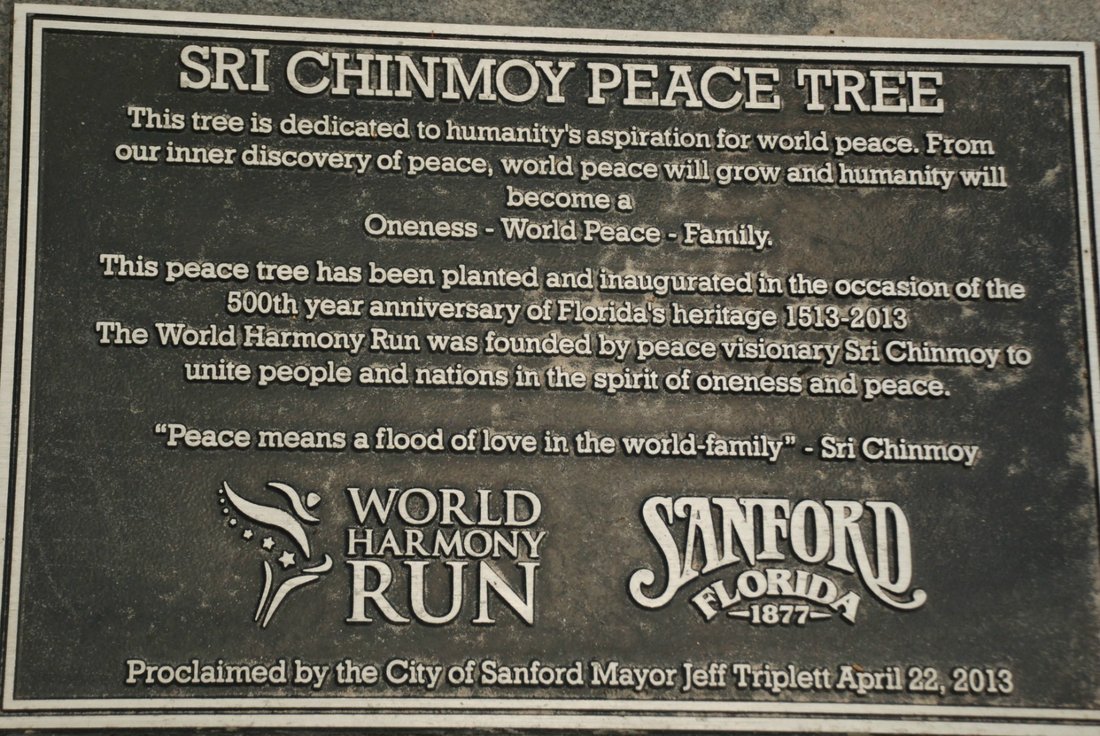 SRI CHINMOY PEACE TREE
This tree is dedicated to humanity's aspiration for world peace. From
our inner discovery of peace, world peace will grow and humanity will
become a
Oneness - World Peace - Family.
This peace tree has been planted and inaugurated in the occasion of the
500th year anniversary of Florida's heritage 1513-2013
The World Harmony Run was founded by peace visionary Sri Chinmoy to
unite people and nations in the spirit of oneness and peace.
“Peace means a flood of love in the world-family” - Sri Chinmoy
WORLD
HARMONY
RUN
SANFORD
FLORIDA
-1877-
Proclaimed by the City of Sanford Mayor Jeff Triplett April 22, 2013